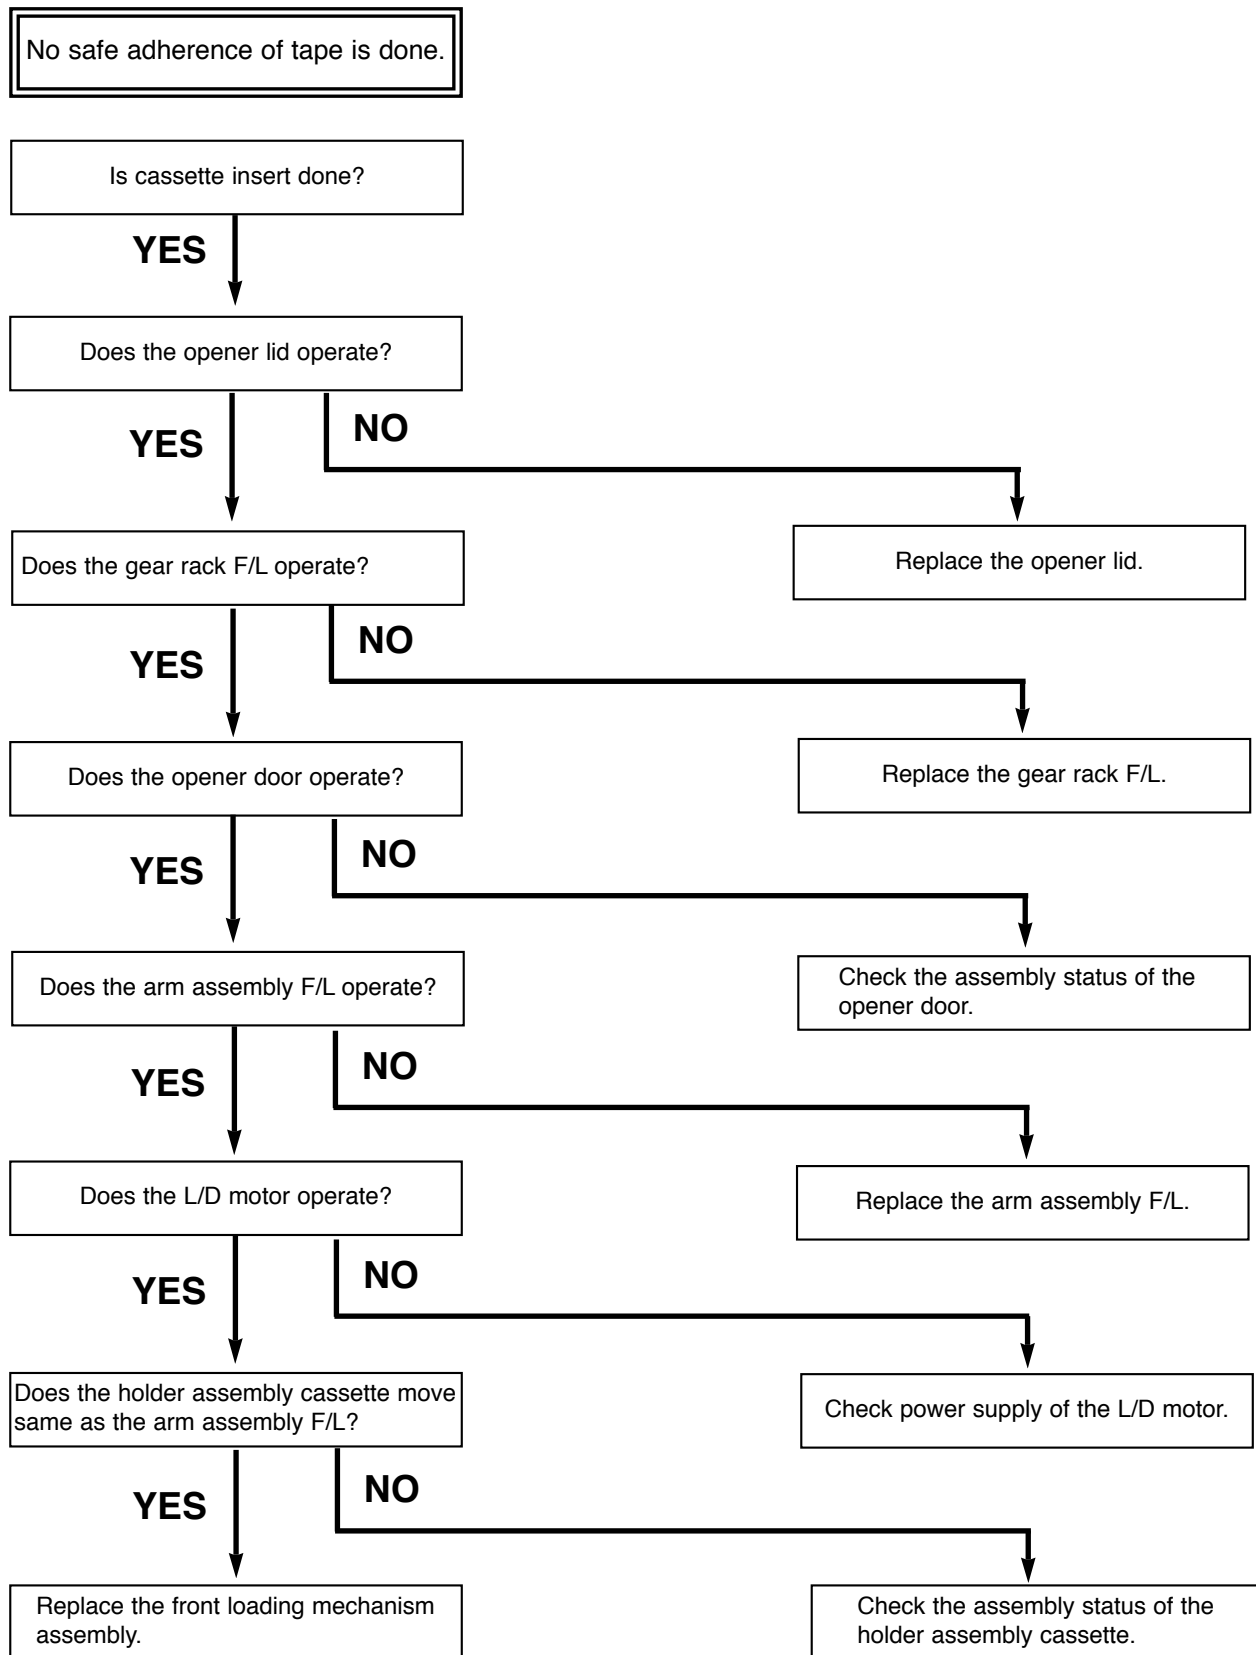 No safe adherence of tape is done.
Is cassette insert done?
YES
Does the opener lid operate?
YES
NO
Does the gear rack F/L operate?
Replace the opener lid.
YES
NO
Does the opener door operate?
Replace the gear rack F/L.
YES
NO
Does the arm assembly F/L operate?
Check the assembly status of the
opener door.
YES
NO
Does the L/D motor operate?
Replace the arm assembly F/L.
YES
NO
Does the holder assembly cassette move
same as the arm assembly F/L?
Check power supply of the L/D motor.
YES
NO
Replace the front loading mechanism
assembly.
Check the assembly status of the
holder assembly cassette.